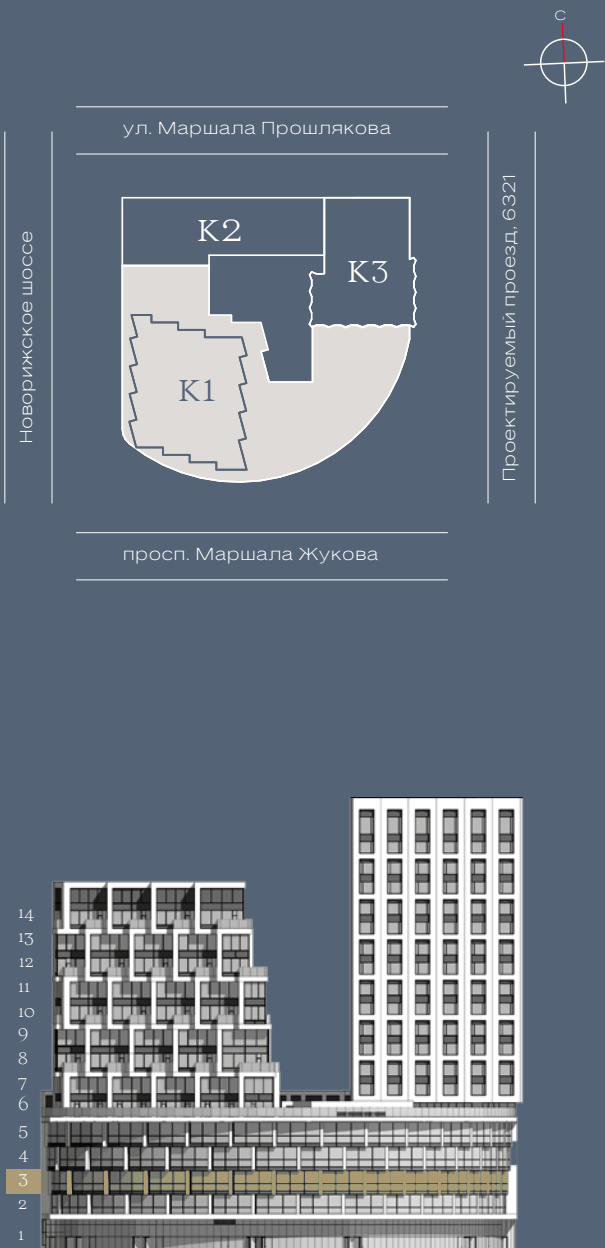 С
ул. Маршала Прошлякова
Новорижское шоссе
Проектируемый проезд, 6321
К2
К3
К1
просп. Маршала Жукова
14
13
12
11
10
9
8
7
6
5
4
3
2
1